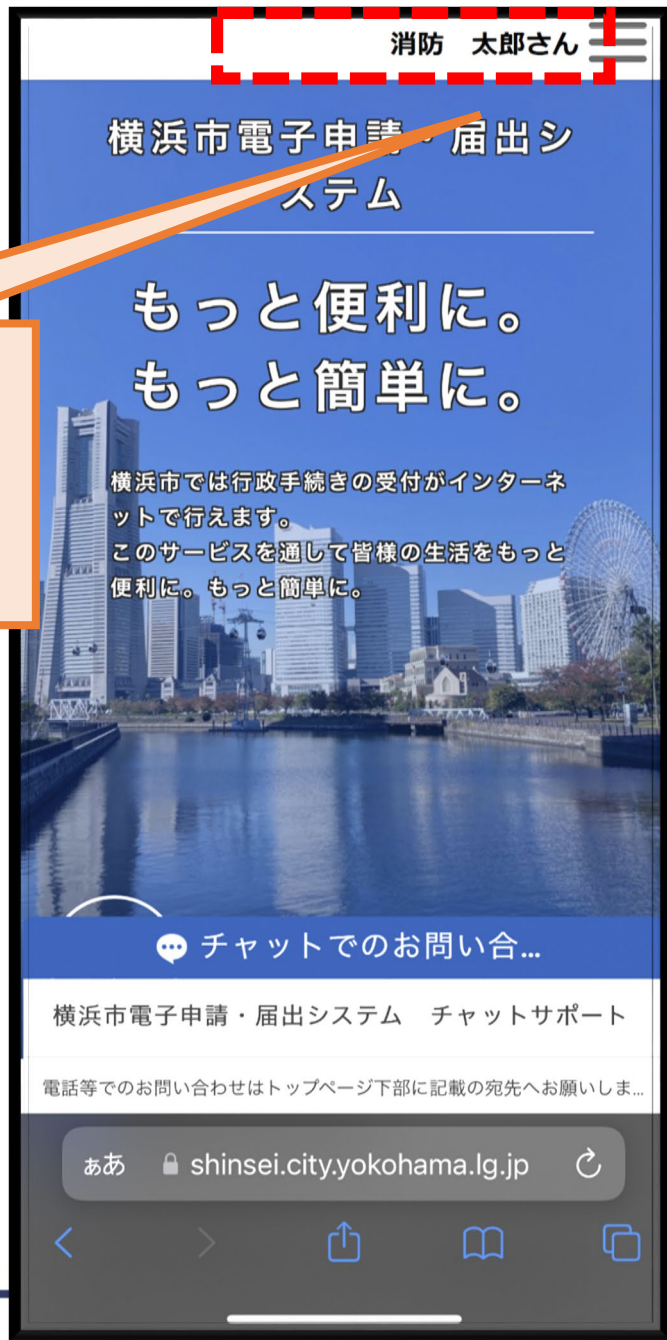 消防　太郎さん
横浜市電子申請・届出シ
ステム
もっと便利に。
もっと簡単に。
横浜市では行政手続きの受付がインターネ
ットで行えます。
このサービスを通して皆様の生活をもっと
便利に。もっと簡単に。
チャットでのお問い合...
横浜市電子申請・届出システム　チャットサポート
電話等でのお問い合わせはトップページ下部に記載の宛先へお願いしま...
ぁあ shinsei.city.yokohama.lg.jp